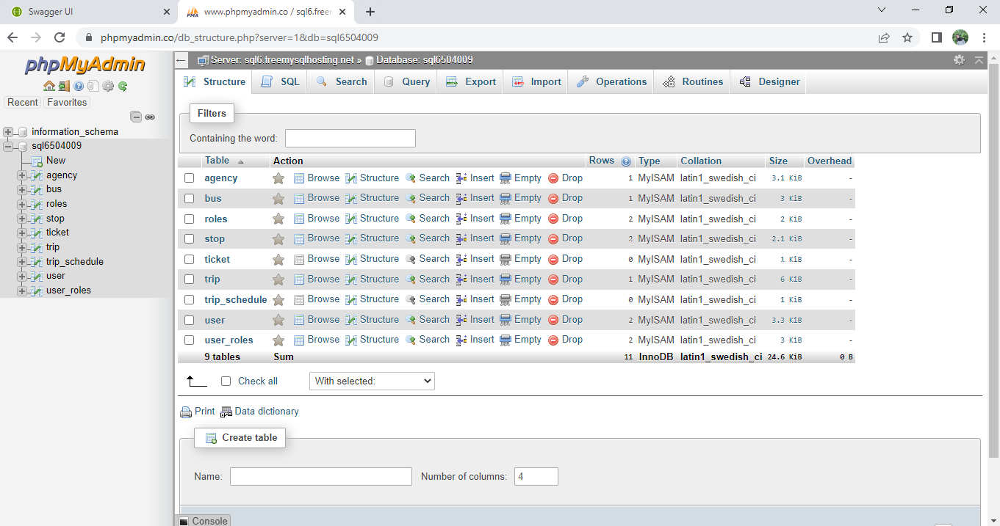 Swagger UI
www.phpmyadmin.co / sql6.freem
phpmyadmin.co/db_structure.php?server=1&db=sql6504009
phpMyAdmin
Recent Favorites
information_schema
sql6504009
New
agency
bus
roles
stop
ticket
trip
trip_schedule
user
user_roles
Server: sql6.freemysqlhosting.net » Database: sql6504009
Structure SQL Search Query Export Import Operations Routines Designer
Filters
Containing the word:
Table Action Rows Type Collation Size Overhead
agency Browse Structure Search Insert Empty Drop 1 MyISAM latin1_swedish_ci 3.1 KiB -
bus Browse Structure Search Insert Empty Drop 1 MyISAM latin1_swedish_ci 3 KiB -
roles Browse Structure Search Insert Empty Drop 2 MyISAM latin1_swedish_ci 2 KiB -
stop Browse Structure Search Insert Empty Drop 2 MyISAM latin1_swedish_ci 2.1 KiB -
ticket Browse Structure Search Insert Empty Drop 0 MyISAM latin1_swedish_ci 1 KiB -
trip Browse Structure Search Insert Empty Drop 1 MyISAM latin1_swedish_ci 6 KiB -
trip_schedule Browse Structure Search Insert Empty Drop 0 MyISAM latin1_swedish_ci 1 KiB -
user Browse Structure Search Insert Empty Drop 2 MyISAM latin1_swedish_ci 3.3 KiB -
user_roles Browse Structure Search Insert Empty Drop 2 MyISAM latin1_swedish_ci 3 KiB -
9 tables Sum 11 InnoDB latin1_swedish_ci 24.6 KiB 0 B
Check all With selected:
Print Data dictionary
Create table
Name: Number of columns: 4
Console